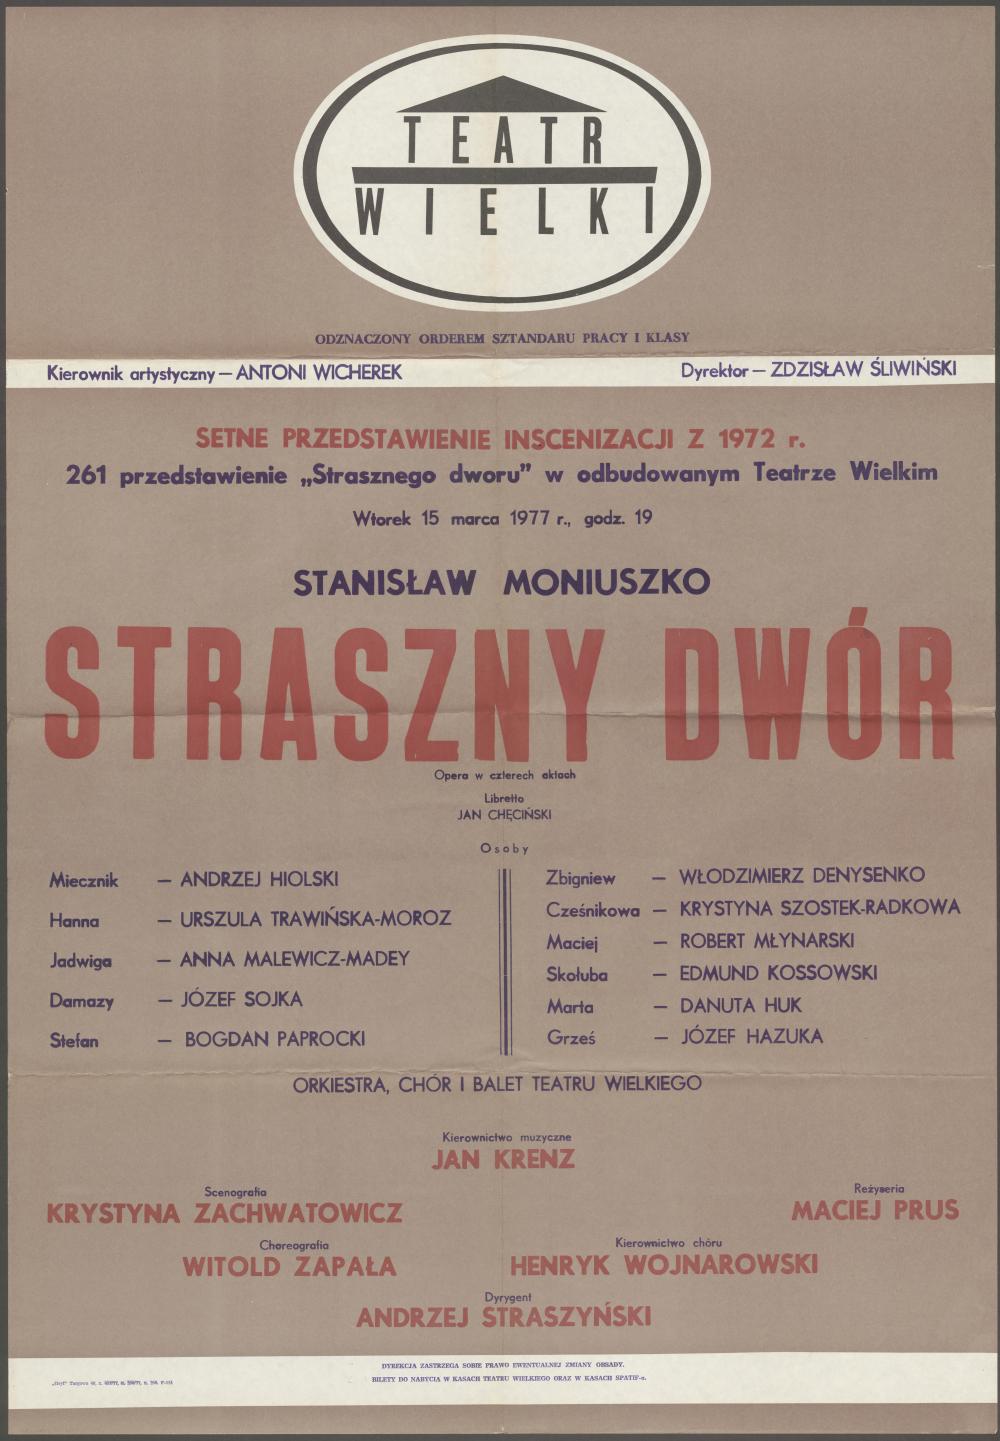 TEATR
WIELKI
ODZNACZONY ORDEREM SZTANDARU PRACY I KLASY
Kierownik artystyczny — ANTONI WICHEREK
Dyrektor — ZDZISŁAW ŚLIWIŃSKI
SETNE PRZEDSTAWIENIE INSCENIZACJI Z 1972 r.
261 przedstawienie „Strasznego dworu” w odbudowanym Teatrze Wielkim
Wtorek 15 marca 1977 r., godz. 19
STANISŁAW MONIUSZKO
STRASZNY DWÓR
Opera w czterech aktach
Libretto
JAN CHĘCIŃSKI
Osoby
Miecznik — ANDRZEJ HIOLSKI
Hanna — URSZULA TRAWIŃSKA-MOROZ
Jadwiga — ANNA MALEWICZ-MADEY
Damazy — JÓZEF SOJKA
Stefan — BOGDAN PAPROCKI
Zbigniew — WŁODZIMIERZ DENYSENKO
Cześnikowa — KRYSTYNA SZOSTEK-RADKOWA
Maciej — ROBERT MŁYNARSKI
Skołuba — EDMUND KOSSOWSKI
Marta — DANUTA HUK
Grześ — JÓZEF HAZUKA
ORKIESTRA, CHÓR I BALET TEATRU WIELKIEGO
Kierownictwo muzyczne
JAN KRENZ
Scenografia
KRYSTYNA ZACHWATOWICZ
Reżyseria
MACIEJ PRUS
Choreografia
WITOLD ZAPAŁA
Kierownictwo chóru
HENRYK WOJNAROWSKI
Dyrygent
ANDRZEJ STRASZYŃSKI
DYREKCJA ZASTRZEGA SOBIE PRAWO EWENTUALNEJ ZMIANY OBSADY.
BILETY DO NABYCIA W KASACH TEATRU WIELKIEGO ORAZ W KASACH SPATIF-u.